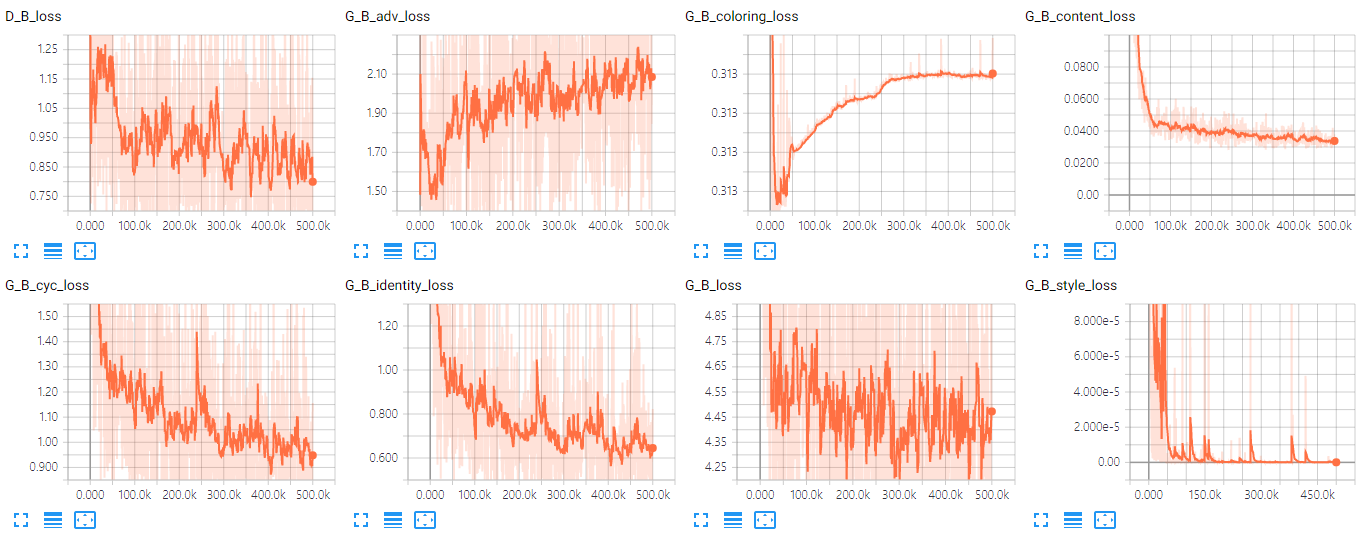 D_B_loss G_B_adv_loss G_B_coloring_loss G_B_content_loss
1.25
1.15
1.05
0.950
0.850
0.750
0.000 100.0k 200.0k 300.0k 400.0k 500.0k
2.10
1.90
1.70
1.50
0.000 100.0k 200.0k 300.0k 400.0k 500.0k
0.313
0.313
0.313
0.313
0.000 100.0k 200.0k 300.0k 400.0k 500.0k
0.0800
0.0600
0.0400
0.0200
0.00
0.000 100.0k 200.0k 300.0k 400.0k 500.0k
G_B_cyc_loss G_B_identity_loss G_B_loss G_B_style_loss
1.50
1.40
1.30
1.20
1.10
1.00
0.900
0.000 100.0k 200.0k 300.0k 400.0k 500.0k
1.20
1.00
0.800
0.600
0.000 100.0k 200.0k 300.0k 400.0k 500.0k
4.85
4.75
4.65
4.55
4.45
4.35
4.25
0.000 100.0k 200.0k 300.0k 400.0k 500.0k
8.000e-5
6.000e-5
4.000e-5
2.000e-5
0.00
0.000 150.0k 300.0k 450.0k